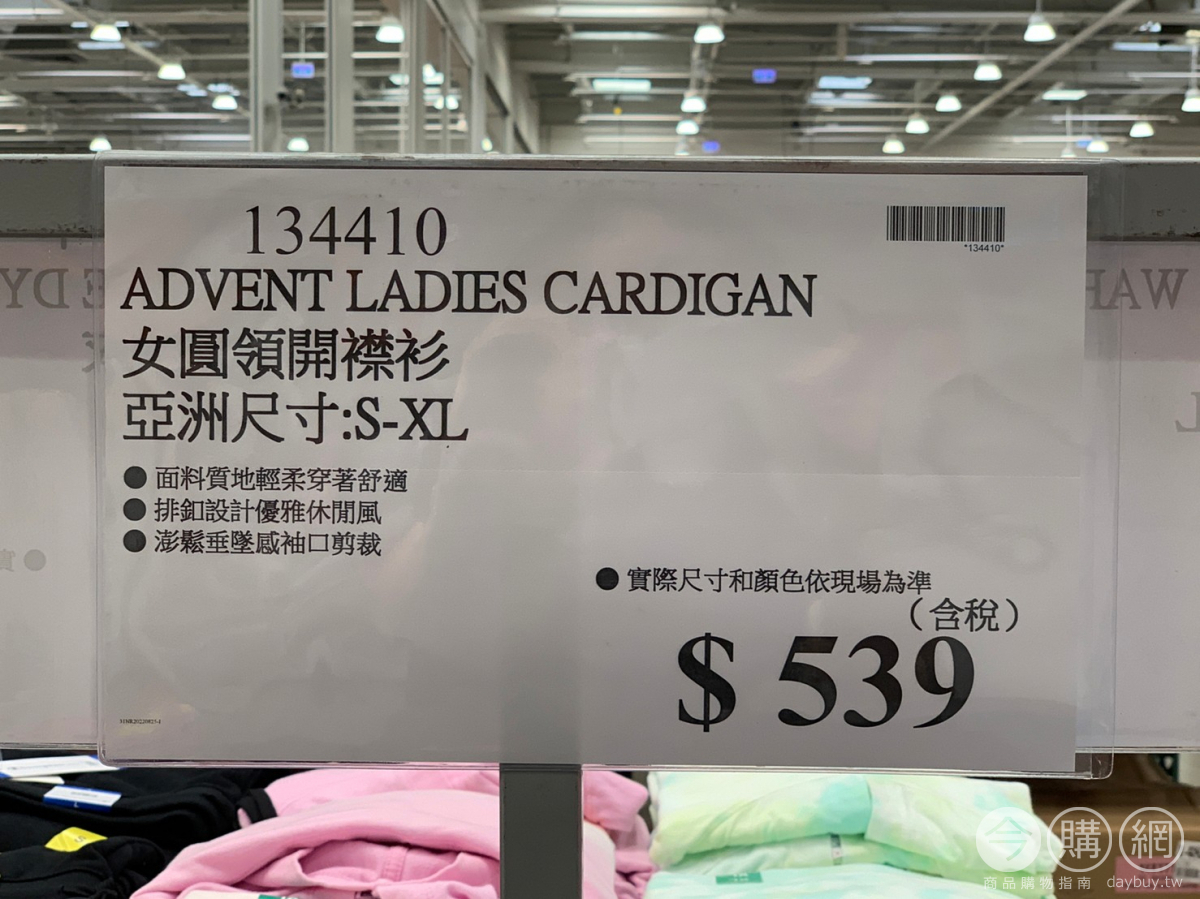 134410
*134410*
ADVENT LADIES CARDIGAN
女圓領開襟衫
亞洲尺寸:S-XL
● 面料質地輕柔穿著舒適
● 排釦設計優雅休閒風
● 澎鬆垂墜感袖口剪裁
● 實際尺寸和顏色依現場為準
(含稅)
$ 539
今購網
商品購物指南 daybuy.tw